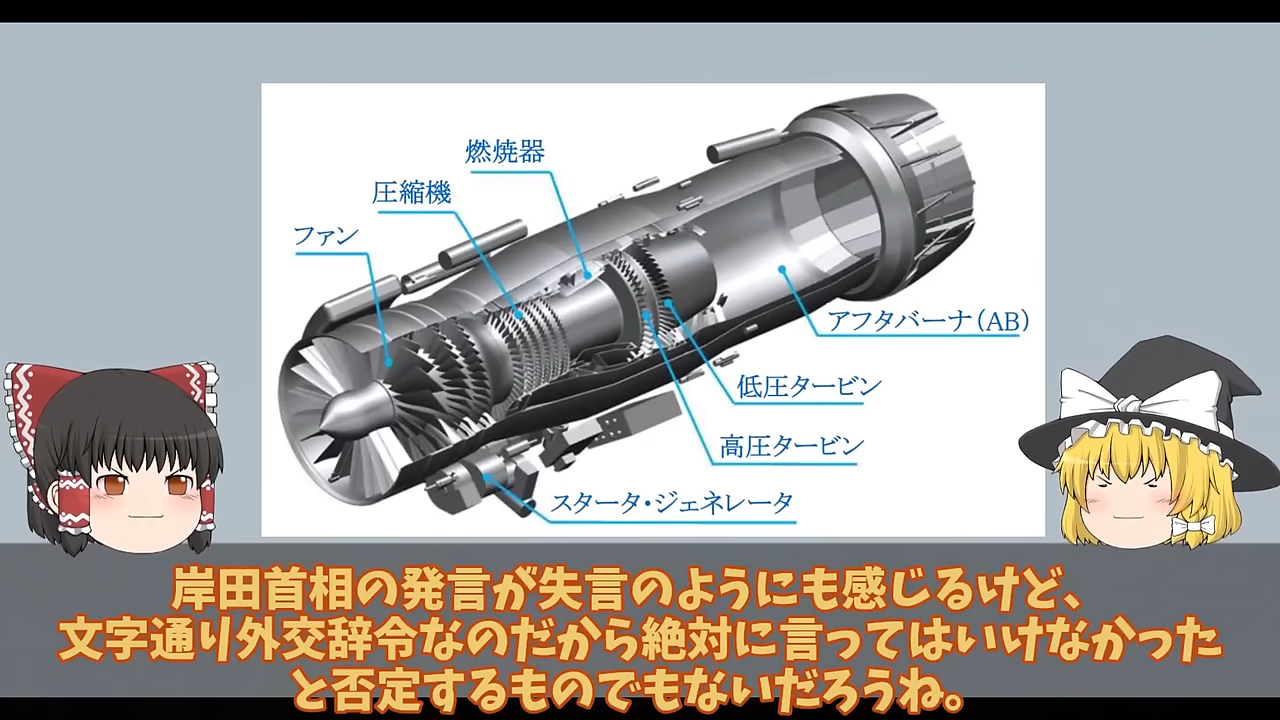 燃焼器
圧縮機
ファン
アフタバーナ(AB)
低圧タービン
高圧タービン
スタータ・ジェネレータ
岸田首相の発言が失言のようにも感じるけど、
文字通り外交辞令なのだから絶対に言ってはいけなかった
と否定するものでもないだろうね。